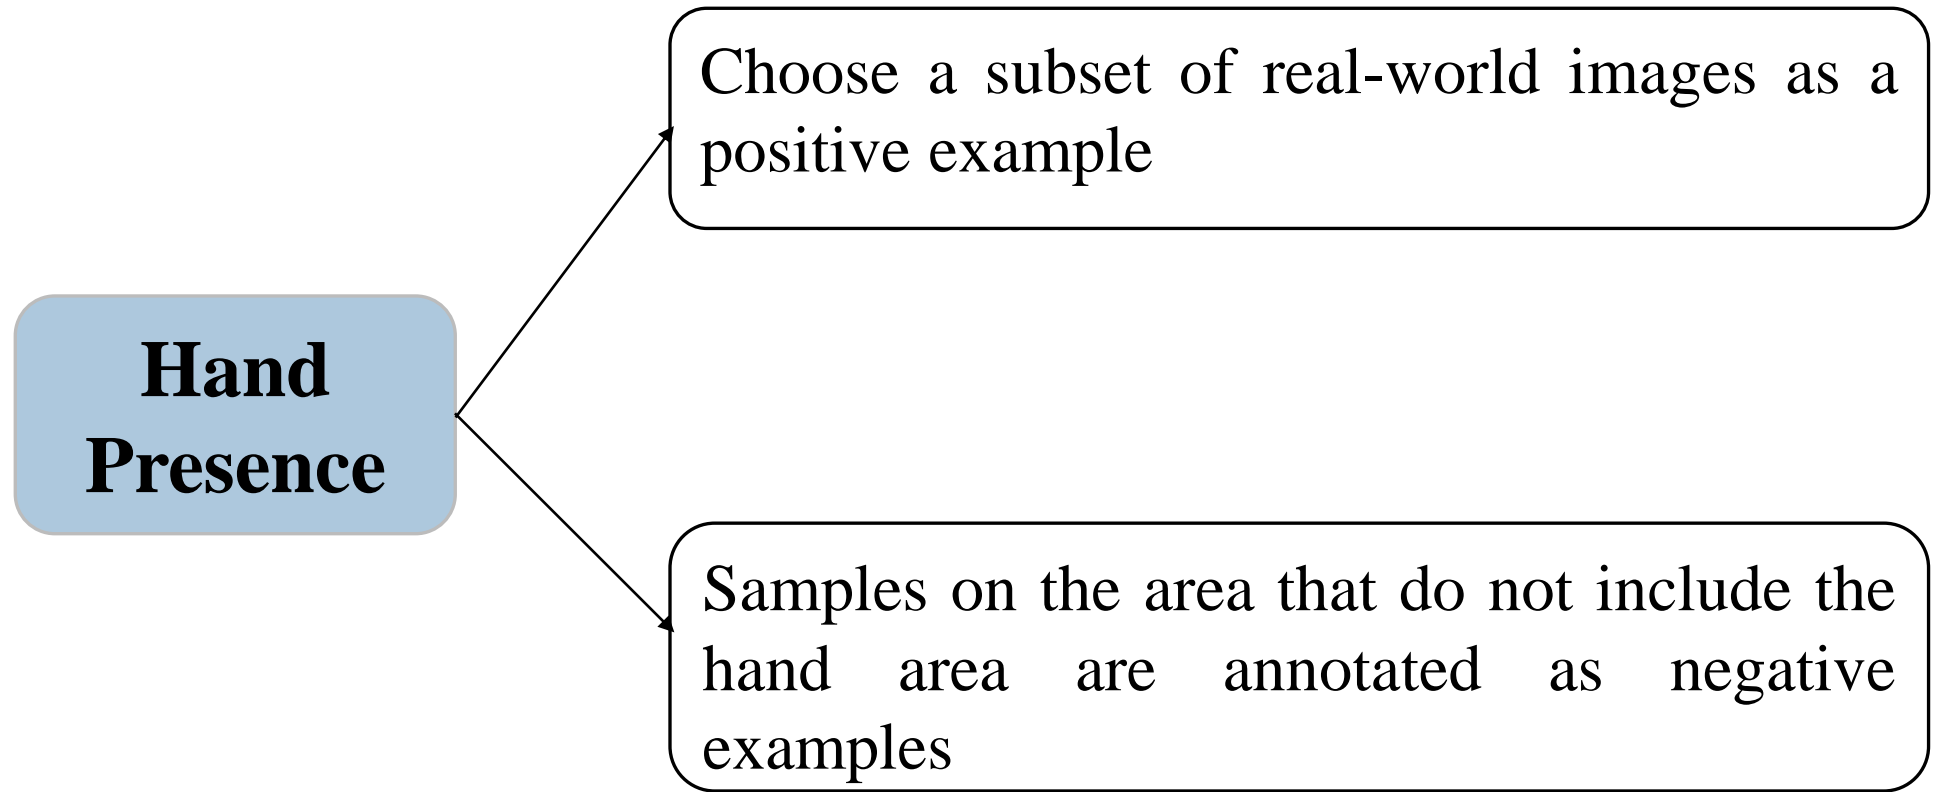 Choose a subset of real-world images as a
positive example
Hand
Presence
Samples on the area that do not include the
hand area are annotated as negative
examples